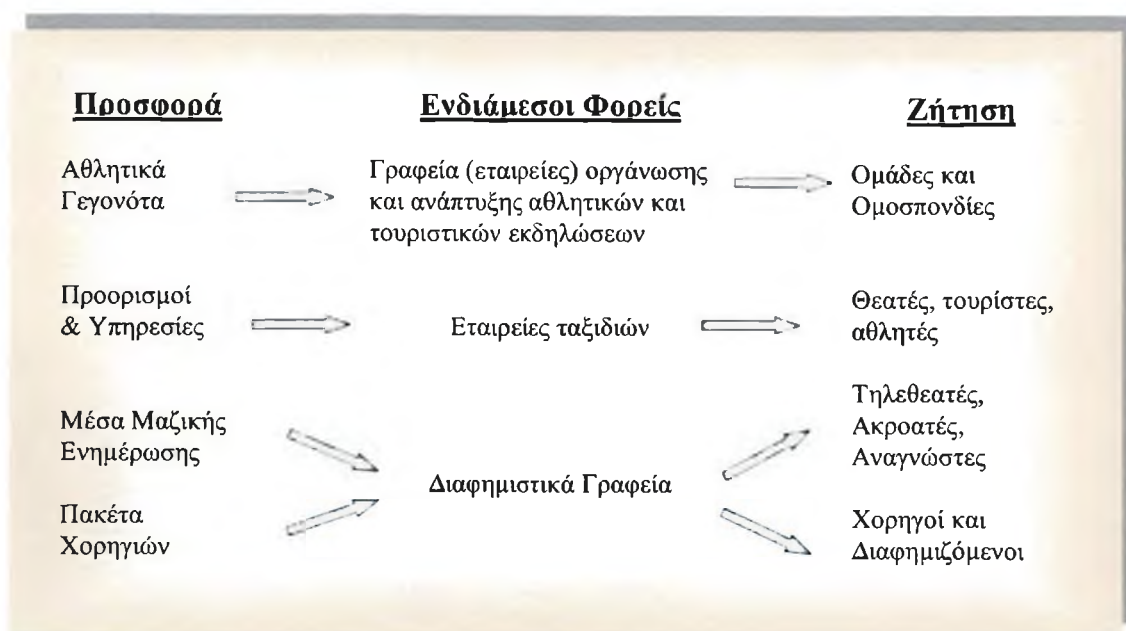 Προσφορά
Ενδιάμεσοι Φορείς
Ζήτηση
Αθλητικά
Γεγονότα
Γραφεία (εταιρείες) οργάνωσης
και ανάπτυξης αθλητικών και
τουριστικών εκδηλώσεων
Ομάδες και
Ομοσπονδίες
Προορισμοί
& Υπηρεσίες
Εταιρείες ταξιδιών
Θεατές, τουρίστες,
αθλητές
Μέσα Μαζικής
Ενημέρωσης
Πακέτα
Χορηγιών
Διαφημιστικά Γραφεία
Τηλεθεατές,
Ακροατές,
Αναγνώστες
Χορηγοί και
Διαφημιζόμενοι